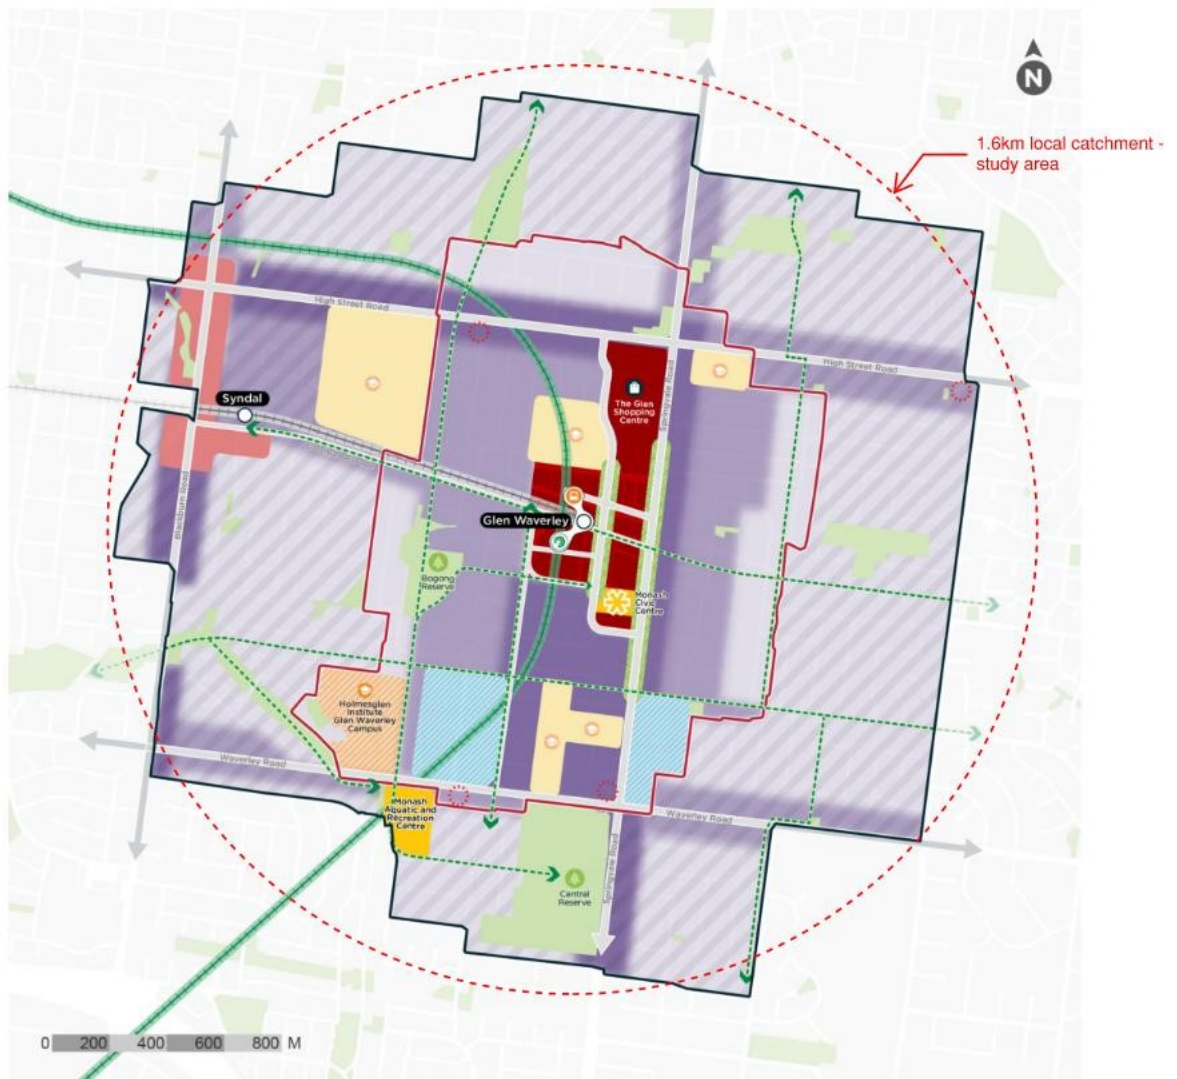 N
1.6km local catchment -
study area
High Street Road
High Street Road
Syndal
The Glen
Shopping
Centre
Springvale Road
Blackburn Road
Glen Waverley
Bogong
Reserve
Monash
Civic
Centre
Holmesglen
Institute
Glen Waverley
Campus
Waverley Road
Waverley Road
Monash
Aquatic and
Recreation
Centre
Springvale Road
Central
Reserve
0 200 400 600 800 M